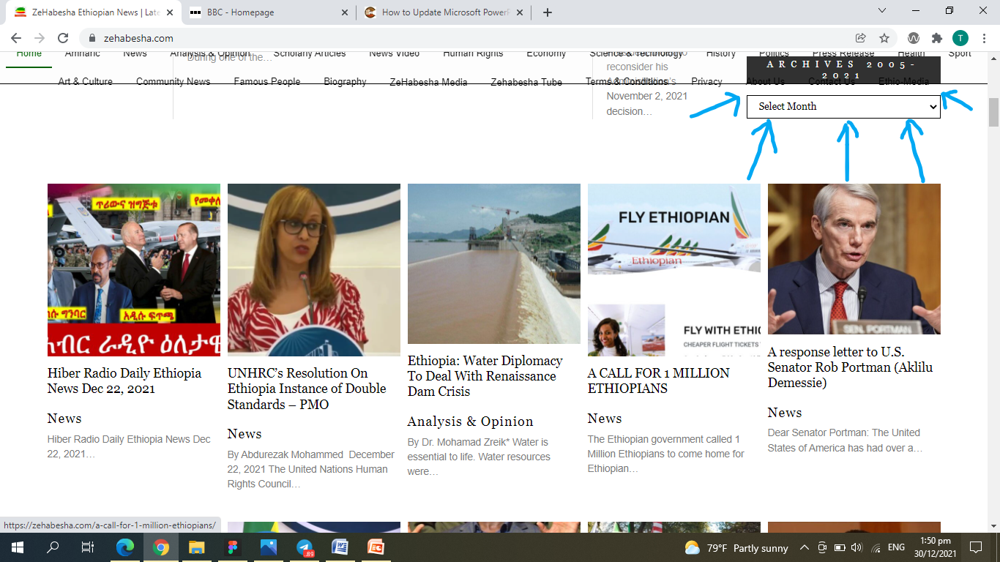 ZeHabesha Ethiopian News | Late
BBC - Homepage
How to Update Microsoft PowerP
zehabesha.com
T
Home
Amharic
News
Analysis & Opinion
Scholarly Articles
News Video
Human Rights
Economy
Science & Technology
History
Politics
Press Release
Health
Sport
During one of the…
reconsider his
Administration's
November 2, 2021
decision…
Art & Culture
Community News
Famous People
Biography
ZeHabesha Media
Zehabesha Tube
Terms & Conditions
Privacy
About Us
Contact Us
Ethio-Media
ARCHIVES 2005-
2021
Select Month
ጥሪውና ዝግጅቱ
የመቀለ
ግንባር
አዲሱ ፍጥጫ
ሐብር ራዲዮ ዕለታዊ
FLY ETHIOPIAN
Ethiopian
FLY WITH ETHIO
CHEAPER FLIGHT TICKETS
SEN. PORTMAN
Hiber Radio Daily Ethiopia
News Dec 22, 2021
News
Hiber Radio Daily Ethiopia News Dec
22, 2021…
UNHRC’s Resolution On
Ethiopia Instance of Double
Standards – PMO
News
By Abdurezak Mohammed  December
22, 2021 The United Nations Human
Rights Council…
Ethiopia: Water Diplomacy
To Deal With Renaissance
Dam Crisis
Analysis & Opinion
By Dr. Mohamad Zreik* Water is
essential to life. Water resources
were…
A CALL FOR 1 MILLION
ETHIOPIANS
News
The Ethiopian government called 1
Million Ethiopians to come home for
Ethiopian…
A response letter to U.S.
Senator Rob Portman (Aklilu
Demessie)
News
Dear Senator Portman: The United
States of America has had over a…
https://zehabesha.com/a-call-for-1-million-ethiopians/
89
79°F Partly sunny
ENG
1:50 pm
30/12/2021